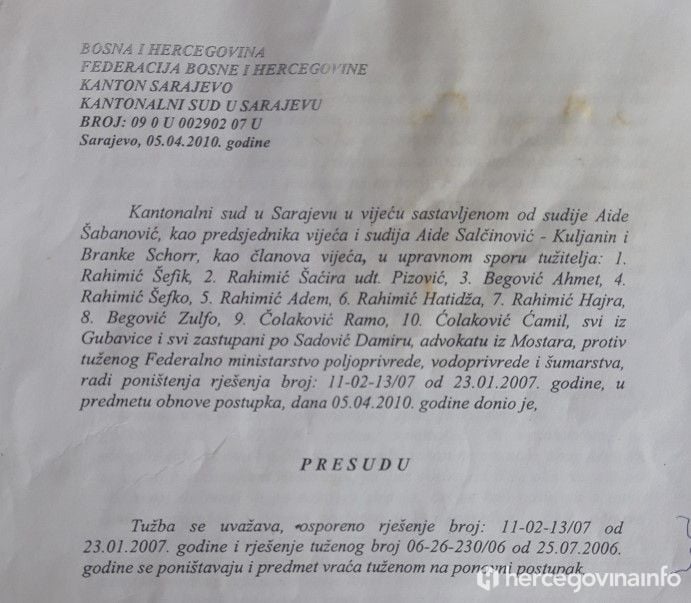 BOSNA I HERCEGOVINA
FEDERACIJA BOSNE I HERCEGOVINE
KANTON SARAJEVO
KANTONALNI SUD U SARAJEVU
BROJ: 09 0 U 002902 07 U
Sarajevo, 05.04.2010. godine
Kantonalni sud u Sarajevu u vijeću sastavljenom od sudije Aide
Šabanović, kao predsjednika vijeća i sudija Aide Salčinović - Kuljanin i
Branke Schorr, kao članova vijeća, u upravnom sporu tužitelja: 1.
Rahimić Šefik, 2. Rahimić Šaćira udt. Pizović, 3. Begović Ahmet, 4.
Rahimić Šefko, 5. Rahimić Adem, 6. Rahimić Hatidža, 7. Rahimić Hajra,
8. Begović Zulfo, 9. Čolaković Ramo, 10. Ćolaković Ćamil, svi iz
Gubavice i svi zastupani po Sadović Damiru, advokatu iz Mostara, protiv
tuženog Federalno ministarstvo poljoprivrede, vodoprivrede i šumarstva,
radi poništenja rješenja broj: 11-02-13/07 od 23.01.2007. godine, u
predmetu obnove postupka, dana 05.04.2010. godine donio je,
P R E S U D U
Tužba se uvažava, osporeno rješenje broj: 11-02-13/07 od
23.01.2007. godine i rješenje tuženog broj 06-26-230/06 od 25.07.2006.
godine se poništavaju i predmet vraća tuženom na ponovni postupak.
hercegovinainfo